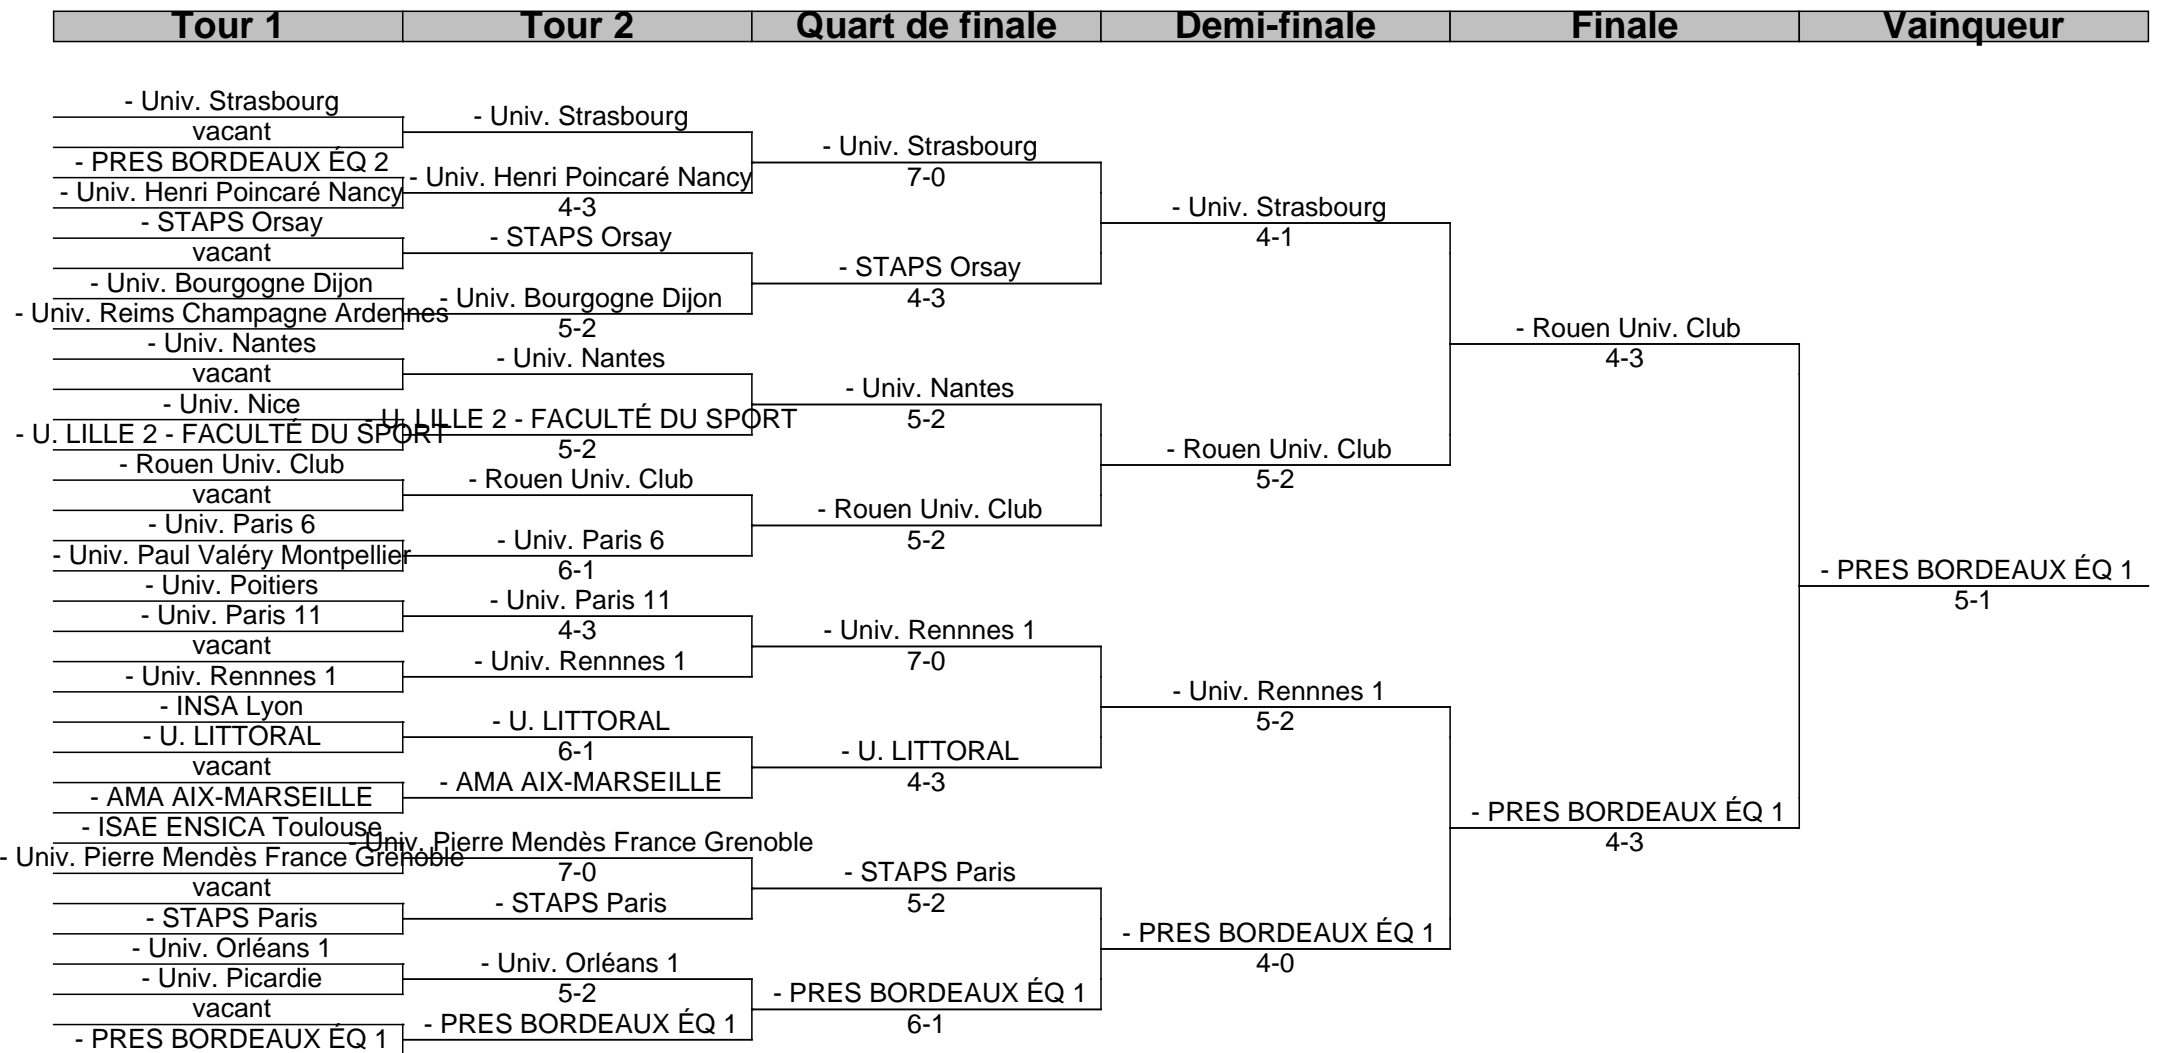 Tour 1
Tour 2
Quart de finale
Demi-finale
Finale
Vainqueur
- Univ. Strasbourg
vacant
- PRES BORDEAUX ÉQ 2
- Univ. Henri Poincaré Nancy
- STAPS Orsay
vacant
- Univ. Bourgogne Dijon
- Univ. Reims Champagne Ardennes
- Univ. Nantes
vacant
- Univ. Nice
- U. LILLE 2 - FACULTÉ DU SPORT
- Rouen Univ. Club
vacant
- Univ. Paris 6
- Univ. Paul Valéry Montpellier
- Univ. Poitiers
- Univ. Paris 11
vacant
- Univ. Rennnes 1
- INSA Lyon
- U. LITTORAL
vacant
- AMA AIX-MARSEILLE
- ISAE ENSICA Toulouse
- Univ. Pierre Mendès France Grenoble
vacant
- STAPS Paris
- Univ. Orléans 1
- Univ. Picardie
vacant
- PRES BORDEAUX ÉQ 1
- Univ. Strasbourg
- Univ. Henri Poincaré Nancy
4-3
- STAPS Orsay
- Univ. Bourgogne Dijon
5-2
- Univ. Nantes
- U. LILLE 2 - FACULTÉ DU SPORT
5-2
- Rouen Univ. Club
- Univ. Paris 6
6-1
- Univ. Paris 11
4-3
- Univ. Rennnes 1
- U. LITTORAL
6-1
- AMA AIX-MARSEILLE
- Univ. Pierre Mendès France Grenoble
7-0
- STAPS Paris
- Univ. Orléans 1
5-2
- PRES BORDEAUX ÉQ 1
- Univ. Strasbourg
7-0
- STAPS Orsay
4-3
- Univ. Nantes
5-2
- Rouen Univ. Club
5-2
- Univ. Rennnes 1
7-0
- U. LITTORAL
4-3
- STAPS Paris
5-2
- PRES BORDEAUX ÉQ 1
6-1
- Univ. Strasbourg
4-1
- Rouen Univ. Club
5-2
- Univ. Rennnes 1
5-2
- PRES BORDEAUX ÉQ 1
4-0
- Rouen Univ. Club
4-3
- PRES BORDEAUX ÉQ 1
4-3
- PRES BORDEAUX ÉQ 1
5-1